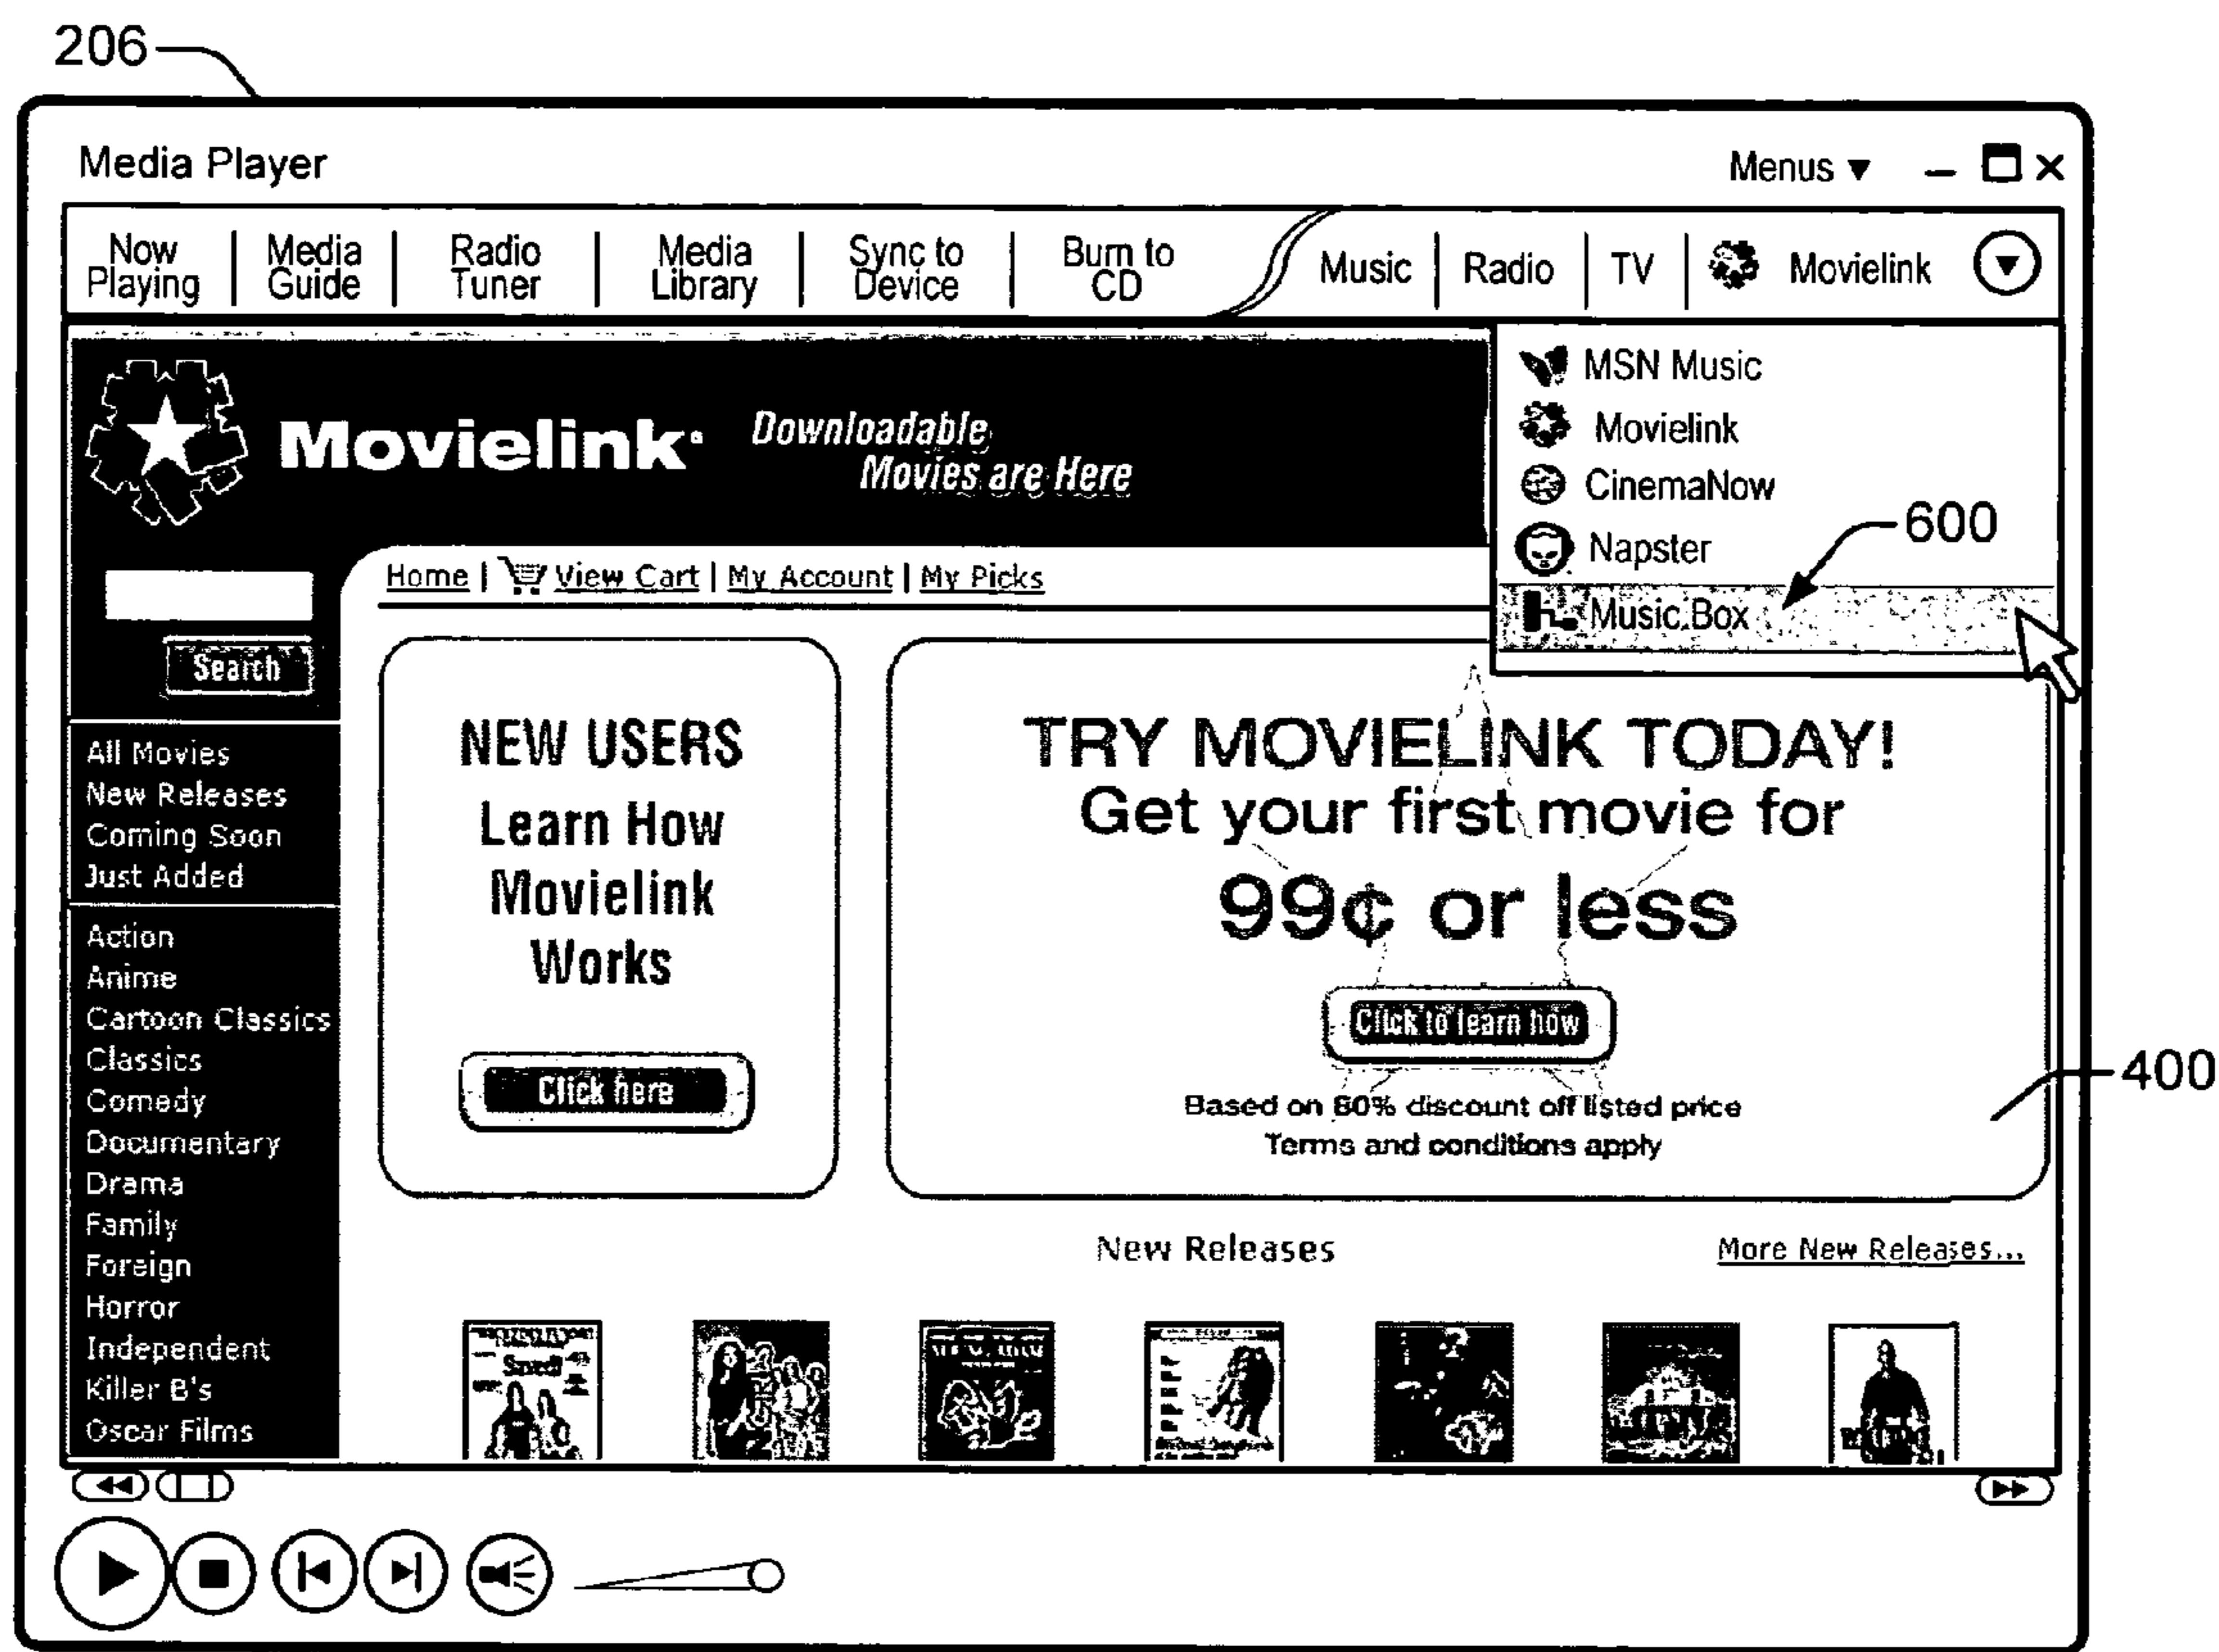 206
Media Player
Menus
Now Playing
Media Guide
Radio Tuner
Media Library
Sync to Device
Burn to CD
Music
Radio
TV
Movielink
MSN Music
Movielink
CinemaNow
Napster
Music Box
600
Movielink
Downloadable
Movies are Here
Home | View Cart | My Account | My Picks
Search
All Movies
New Releases
Coming Soon
Just Added
Action
Anime
Cartoon Classics
Classics
Comedy
Documentary
Drama
Family
Foreign
Horror
Independent
Killer B's
Oscar Films
NEW USERS
Learn How
Movielink
Works
Click here
TRY MOVIELINK TODAY!
Get your first movie for
99¢ or less
Click to learn how
Based on 80% discount off listed price
Terms and conditions apply
400
New Releases
More New Releases...